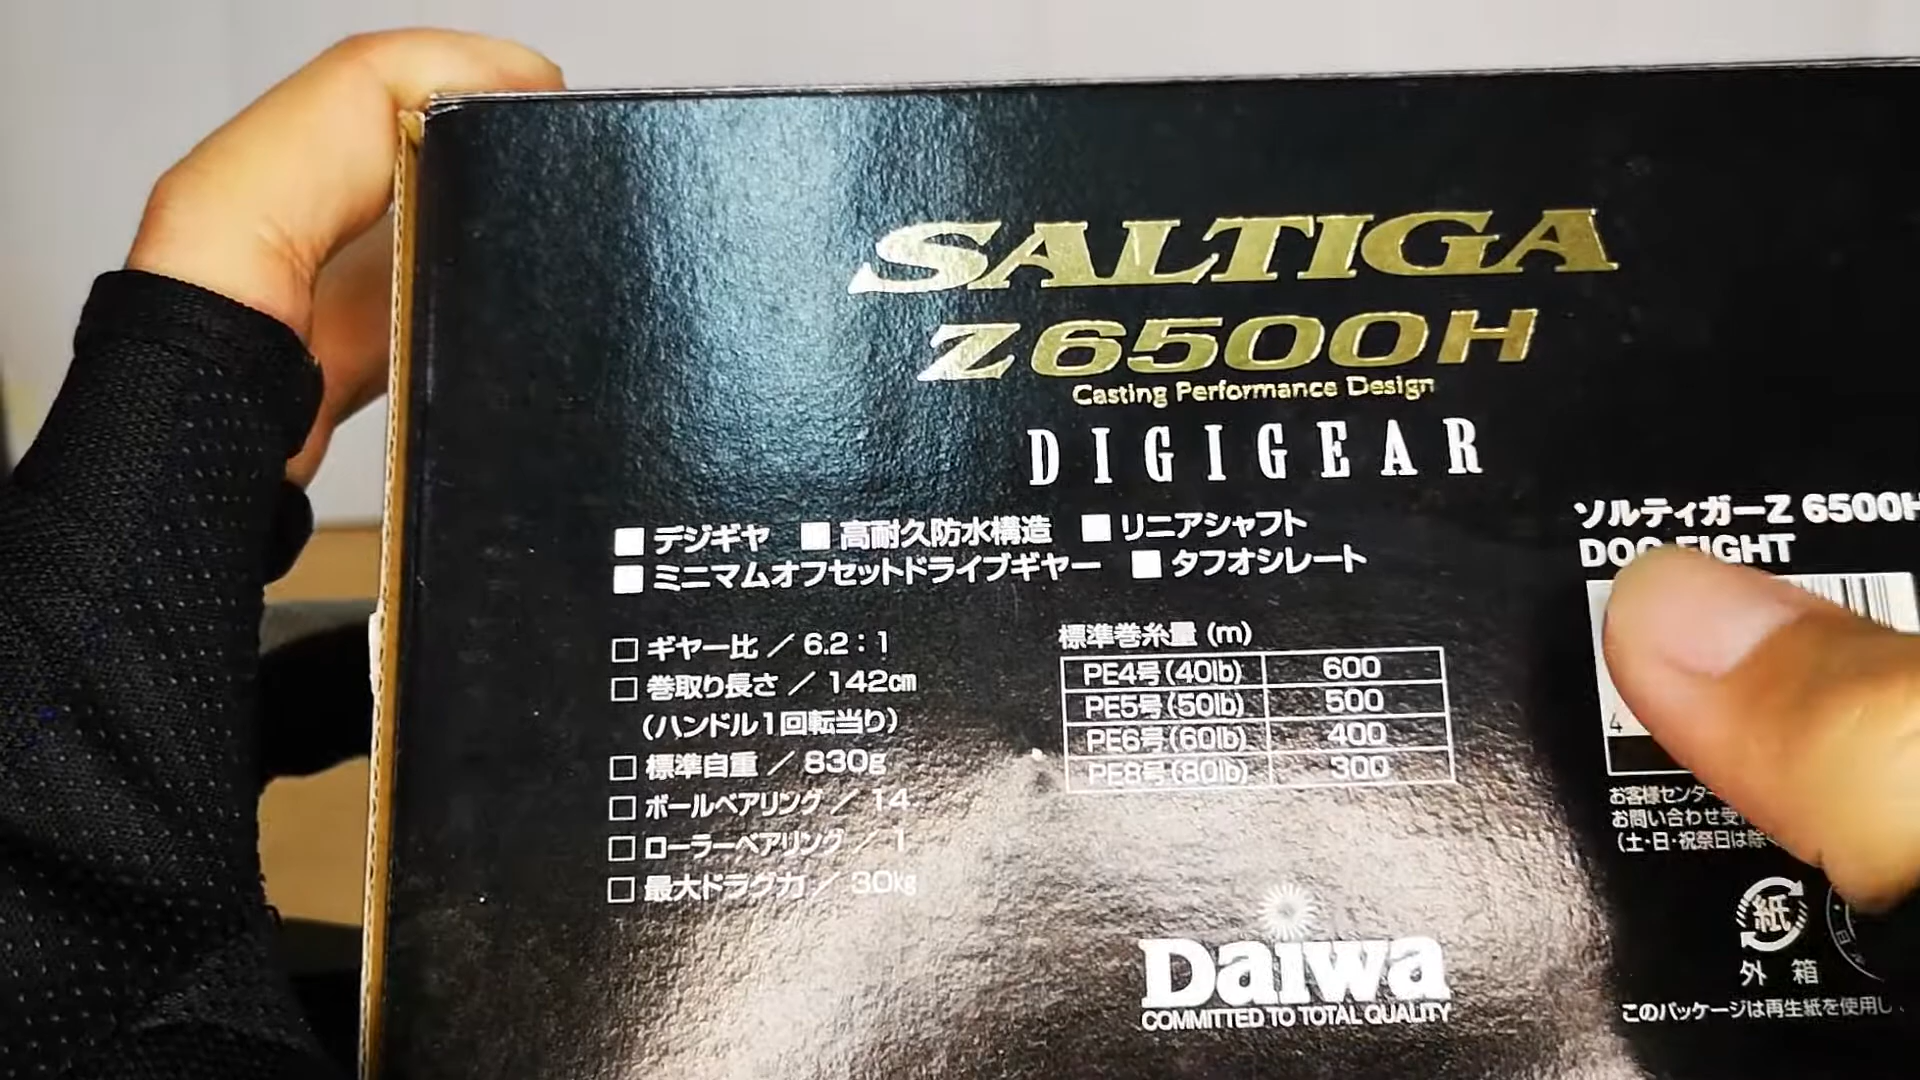 SALTIGA
Z6500H
Casting Performance Design
DIGIGEAR
■ デジギヤ ■ 高耐久防水構造 ■ リニアシャフト
■ ミニマムオフセットドライブギヤー ■ タフオシレート
□ ギヤー比 / 6.2:1
□ 巻取り長さ / 142cm
(ハンドル1回転当り)
□ 標準自重 / 830g
□ ボールベアリング / 14
□ ローラーベアリング / 1
□ 最大ドラグ力 / 30kg
標準巻糸量 (m)
PE4号(40lb) 600
PE5号(50lb) 500
PE6号(60lb) 400
PE8号(80lb) 300
Daiwa
COMMITTED TO TOTAL QUALITY
ソルティガーZ 6500H
FIGHT
4
お客様センター
お問い合わせ受
(土・日・祝祭日は除
紙
外箱
このパッケージは再生紙を使用し